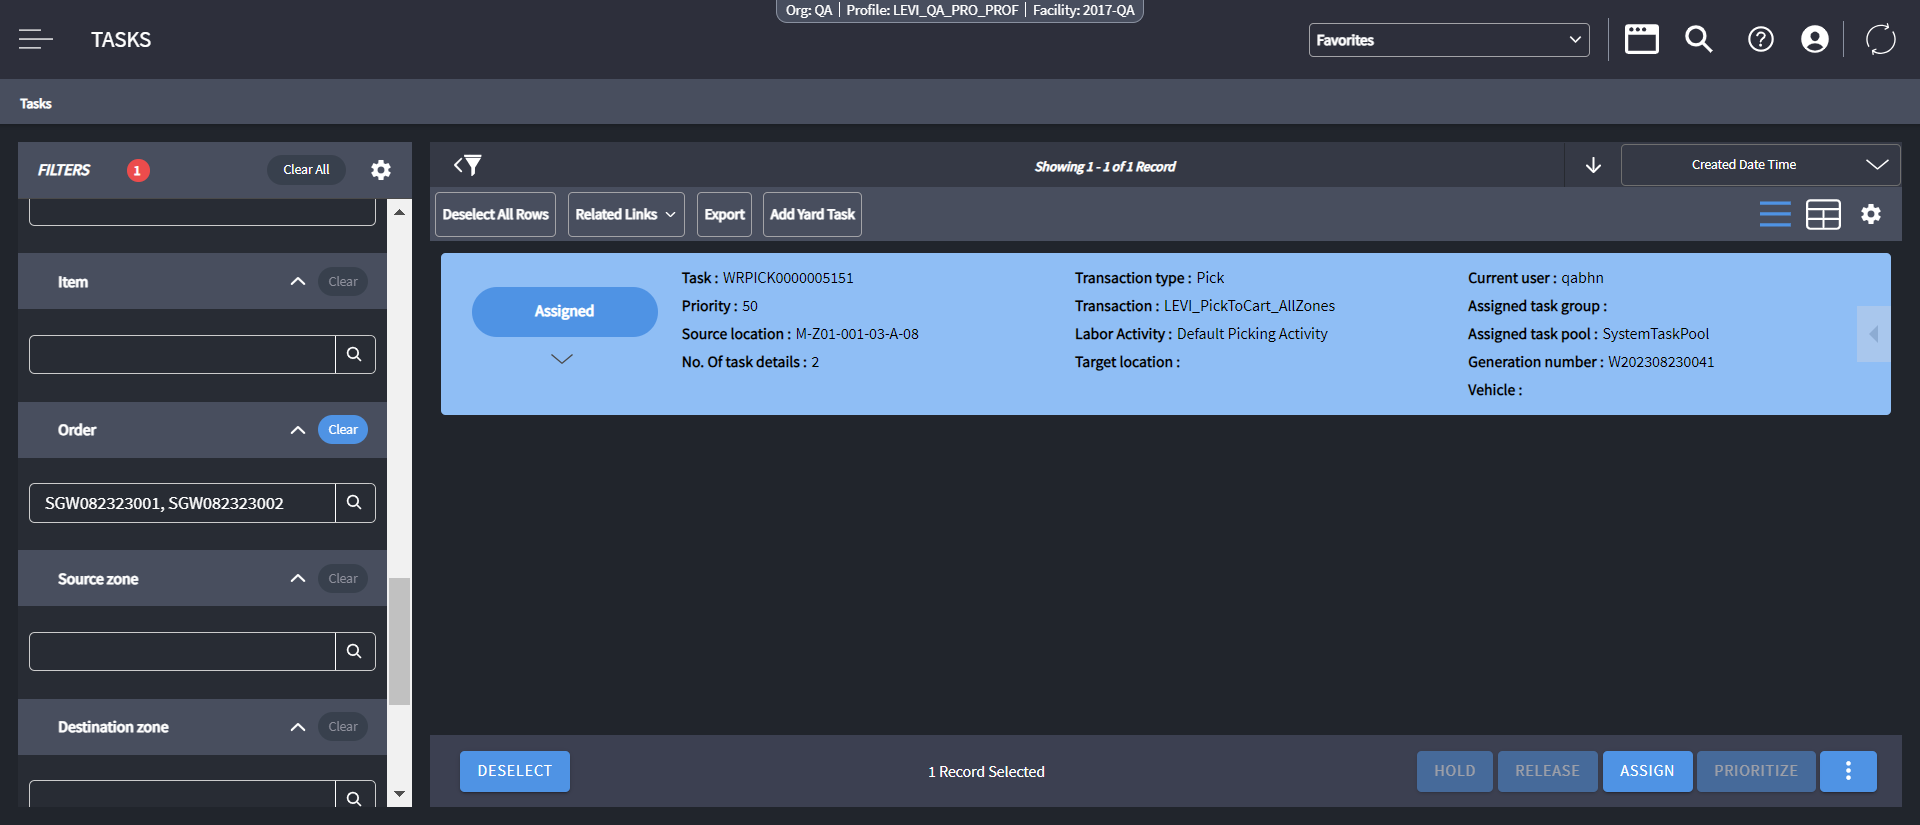 Org: QA | Profile: LEVI_QA_PRO_PROF | Facility: 2017-QA
TASKS
Favorites
Tasks
FILTERS 1 Clear All
Item Clear
Order Clear
SGW082323001, SGW082323002
Source zone Clear
Destination zone Clear
Showing 1 - 1 of 1 Record
Created Date Time
Deselect All Rows Related Links Export Add Yard Task
Assigned
Task : WRPICK0000005151
Priority : 50
Source location : M-Z01-001-03-A-08
No. Of task details : 2
Transaction type : Pick
Transaction : LEVI_PickToCart_AllZones
Labor Activity : Default Picking Activity
Target location :
Current user : qabhn
Assigned task group :
Assigned task pool : SystemTaskPool
Generation number : W202308230041
Vehicle :
DESELECT
1 Record Selected
HOLD RELEASE ASSIGN PRIORITIZE